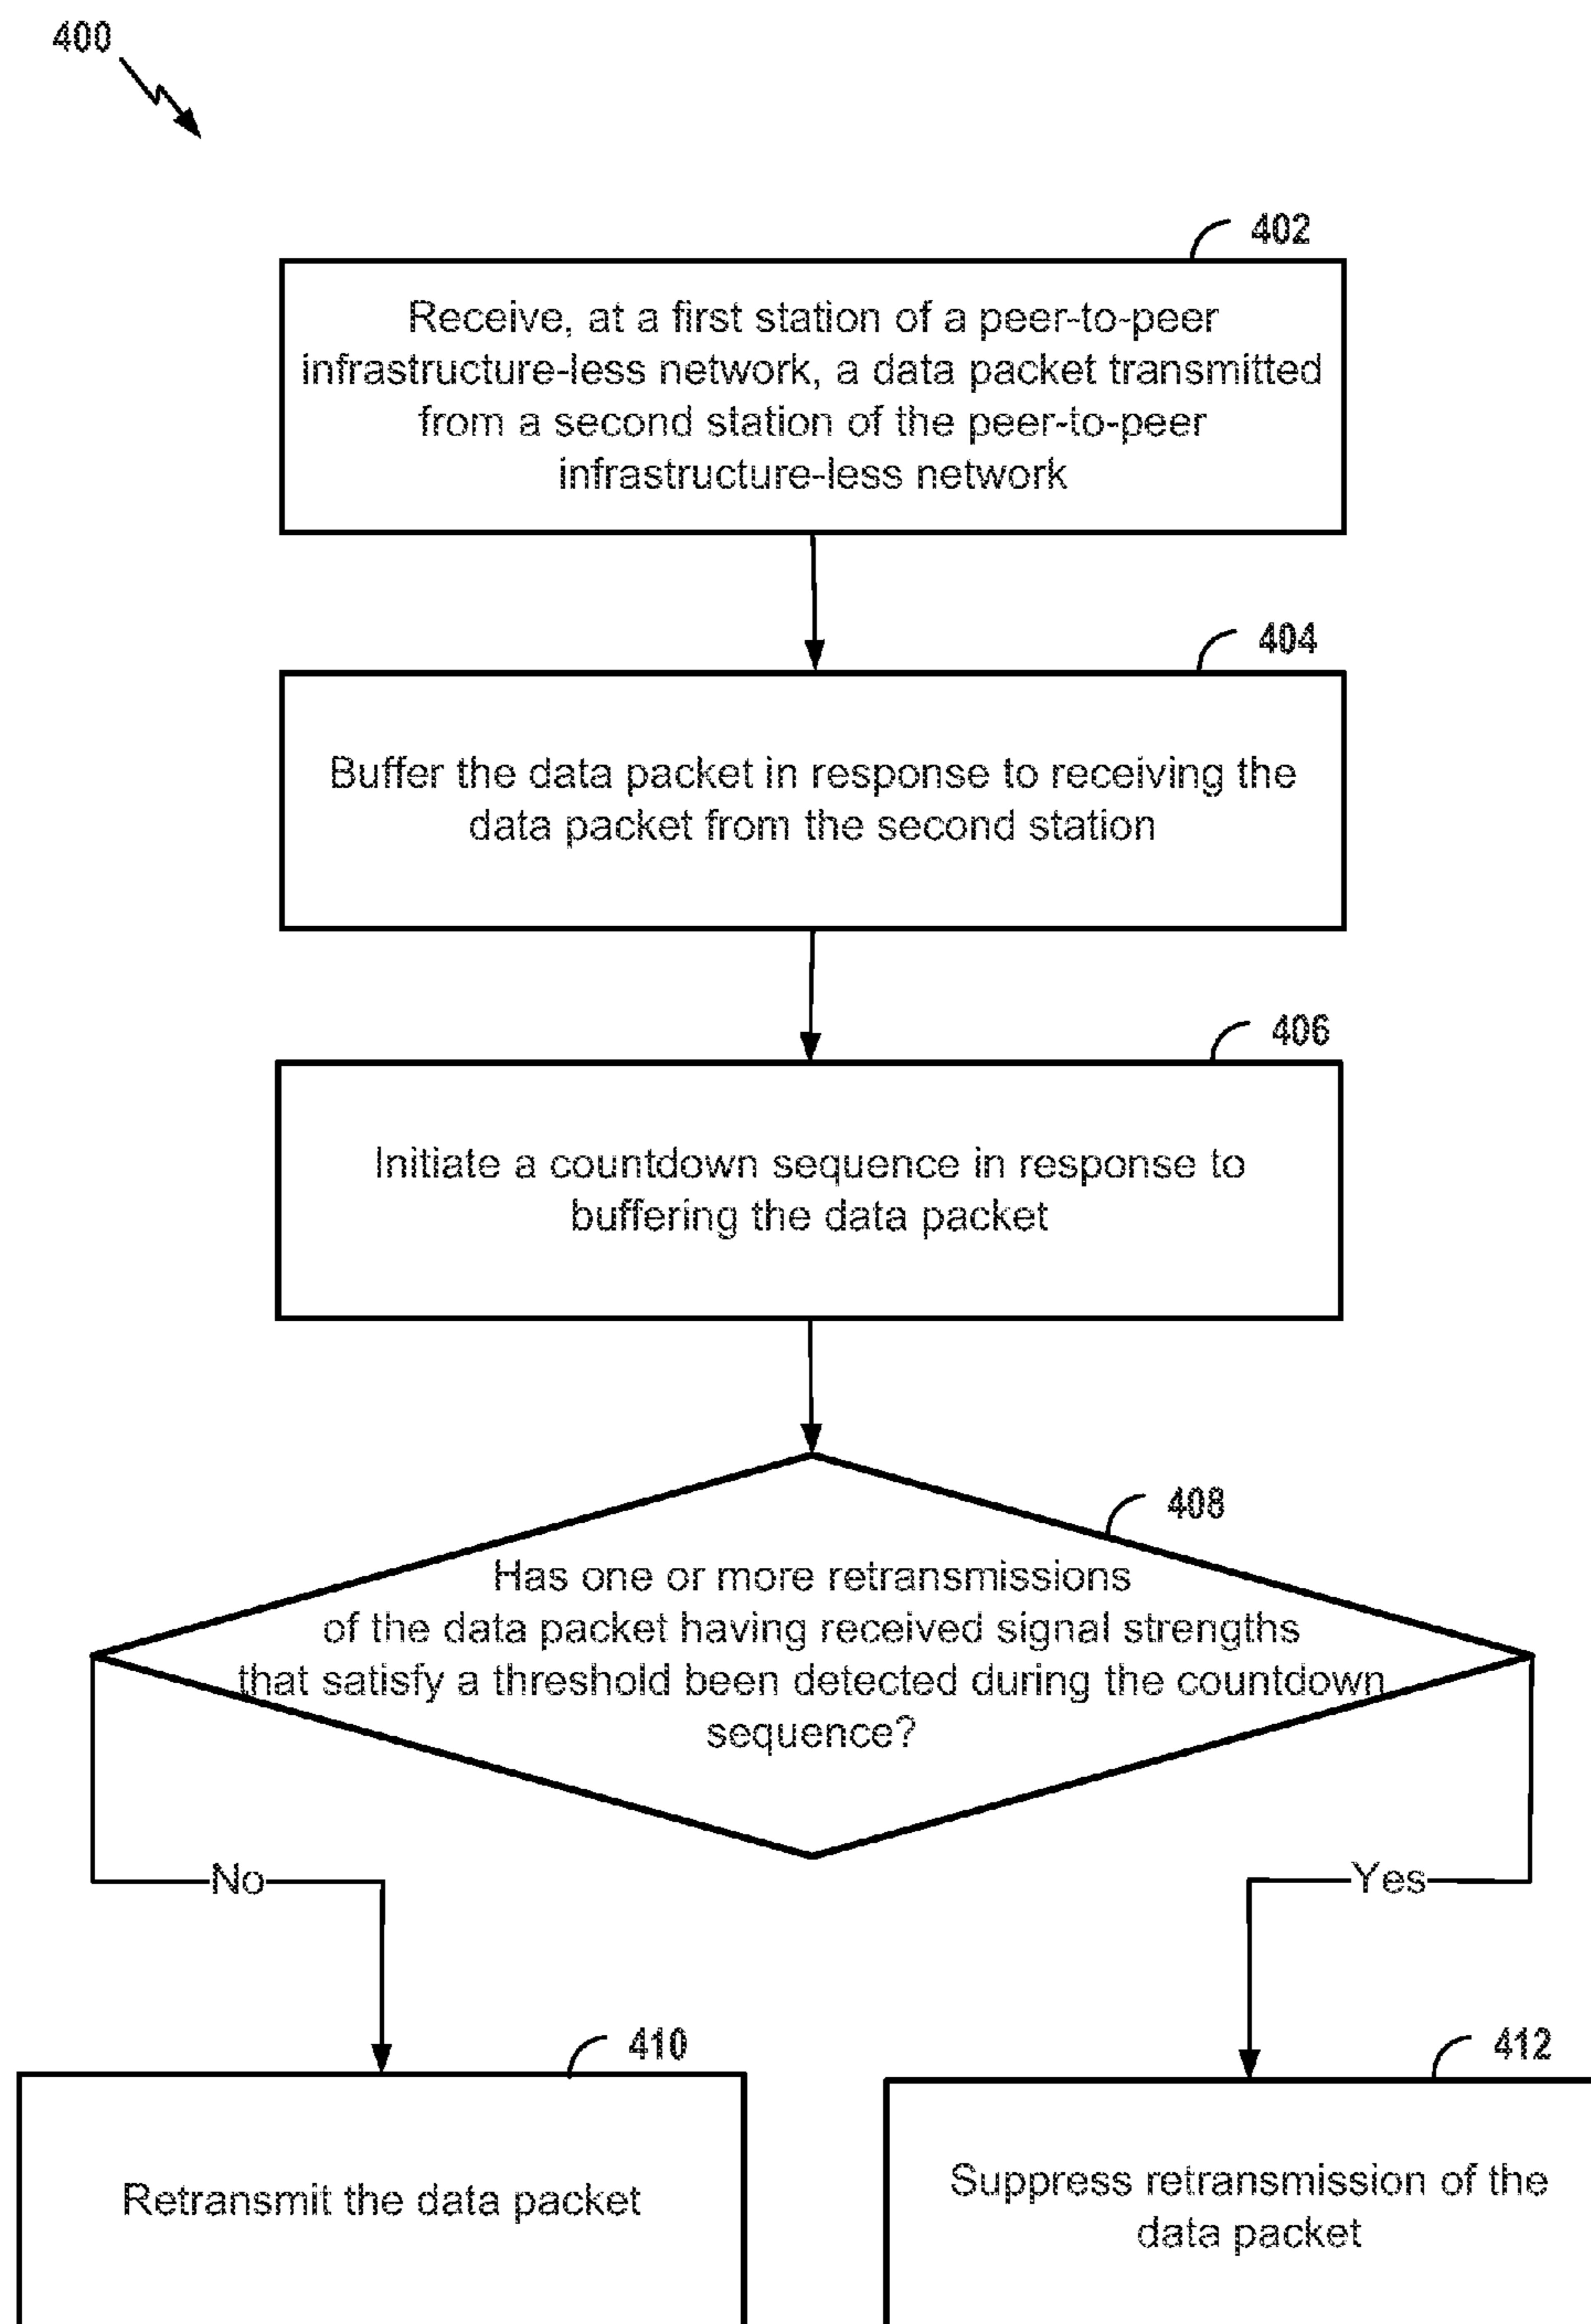 400
402
Receive, at a first station of a peer-to-peer
infrastructure-less network, a data packet transmitted
from a second station of the peer-to-peer
infrastructure-less network
404
Buffer the data packet in response to receiving the
data packet from the second station
406
Initiate a countdown sequence in response to
buffering the data packet
408
Has one or more retransmissions
of the data packet having received signal strengths
that satisfy a threshold been detected during the countdown
sequence?
No
Yes
410
Retransmit the data packet
412
Suppress retransmission of the
data packet